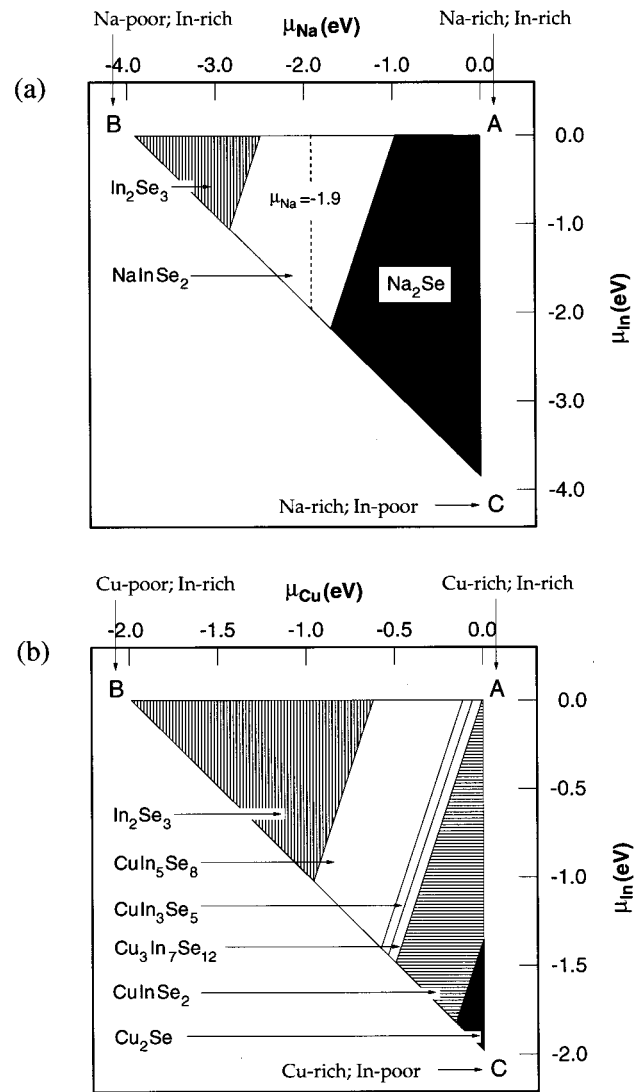 Na-poor; In-rich
Na-rich; In-rich
μNa(eV)
-4.0 -3.0 -2.0 -1.0 0.0
(a)
B A
0.0
In2Se3
μNa=-1.9
-1.0
NaInSe2
Na2Se
-2.0
μIn(eV)
-3.0
Na-rich; In-poor
C
-4.0
Cu-poor; In-rich
Cu-rich; In-rich
μCu(eV)
-2.0 -1.5 -1.0 -0.5 0.0
(b)
B A
0.0
-0.5
In2Se3
CuIn5Se8
-1.0
μIn(eV)
CuIn3Se5
Cu3In7Se12
-1.5
CuInSe2
Cu2Se
-2.0
Cu-rich; In-poor
C